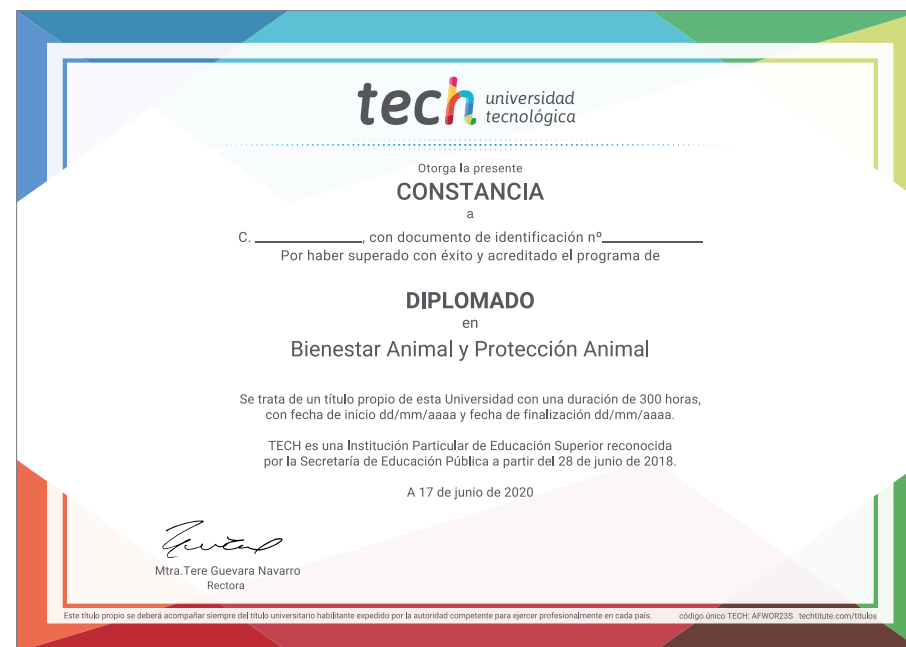 tech universidad
tecnológica
Otorga la presente
CONSTANCIA
a
C. ______________, con documento de identificación nº_____________
Por haber superado con éxito y acreditado el programa de
DIPLOMADO
en
Bienestar Animal y Protección Animal
Se trata de un título propio de esta Universidad con una duración de 300 horas,
con fecha de inicio dd/mm/aaaa y fecha de finalización dd/mm/aaaa.
TECH es una Institución Particular de Educación Superior reconocida
por la Secretaría de Educación Pública a partir del 28 de junio de 2018.
A 17 de junio de 2020
Mtra.Tere Guevara Navarro
Rectora
Este título propio se deberá acompañar siempre del título universitario habilitante expedido por la autoridad competente para ejercer profesionalmente en cada país. código único TECH: AFWOR23S techtitute.com/titulos